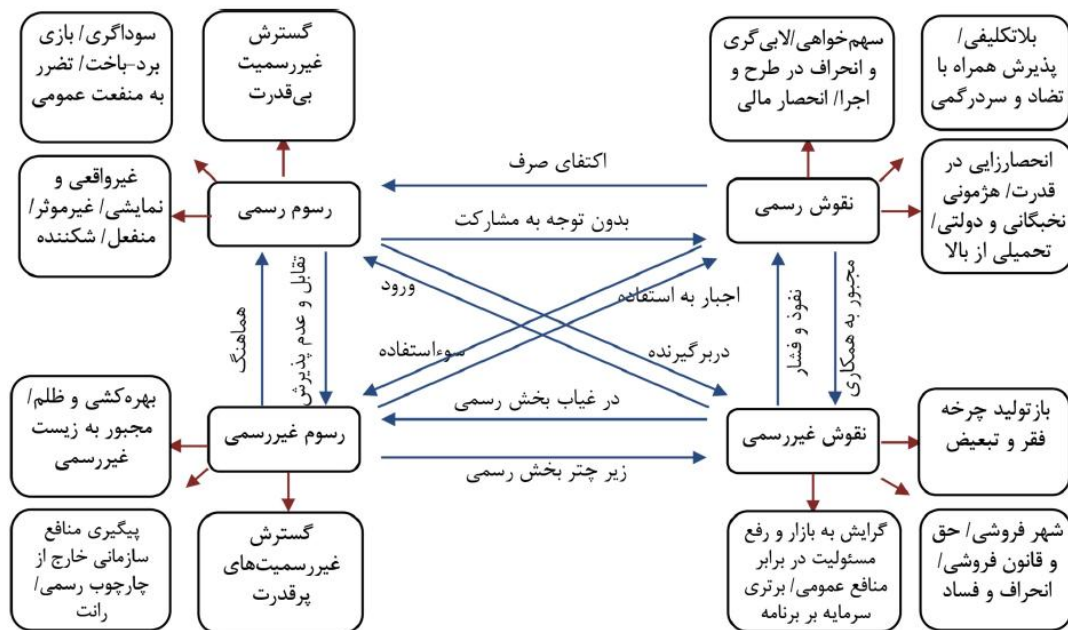 بلاتکلیفی/
پذیرش همراه با
تضاد و سردرگمی
سهم‌خواهی/لابی‌گری
و انحراف در طرح و
اجرا/ انحصار مالی
گسترش
غیررسمیت
بی‌قدرت
سوداگری/ بازی
برد-باخت/ تضرر
به منفعت عمومی
انحصارزایی در
قدرت/ هژمونی
نخبگانی و دولتی/
تحمیلی از بالا
نقوش رسمی
اکتفای صرف
بدون توجه به مشارکت
رسوم رسمی
غیرواقعی و
نمایشی/ غیرموثر/
منفعل/ شکننده
مجبور به همکاری
نفوذ و فشار
اجبار به استفاده
دربرگیرنده
ورود
سوءاستفاده
تقابل و عدم پذیرش
هماهنگ
بازتولید چرخه
فقر و تبعیض
نقوش غیررسمی
در غیاب بخش رسمی
زیر چتر بخش رسمی
رسوم غیررسمی
بهره‌کشی و ظلم/
مجبور به زیست
غیررسمی
شهر فروشی/ حق
و قانون فروشی/
انحراف و فساد
گرایش به بازار و رفع
مسئولیت در برابر
منافع عمومی/ برتری
سرمایه بر برنامه
گسترش
غیررسمیت‌های
پرقدرت
پیگیری منافع
سازمانی خارج از
چارچوب رسمی/
رانت